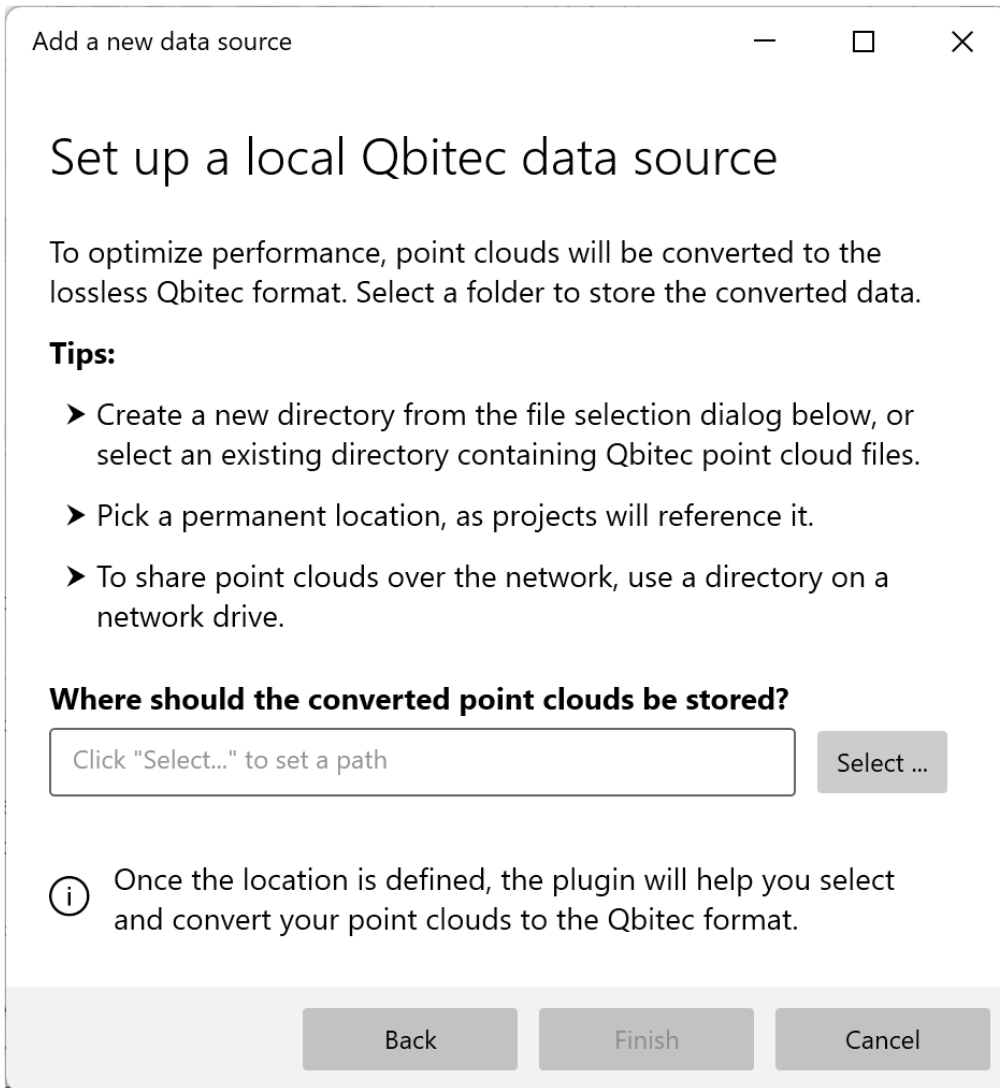 Add a new data source
Set up a local Qbitec data source
To optimize performance, point clouds will be converted to the
lossless Qbitec format. Select a folder to store the converted data.
Tips:
➤ Create a new directory from the file selection dialog below, or
select an existing directory containing Qbitec point cloud files.
➤ Pick a permanent location, as projects will reference it.
➤ To share point clouds over the network, use a directory on a
network drive.
Where should the converted point clouds be stored?
Click "Select..." to set a path
Select ...
Once the location is defined, the plugin will help you select
and convert your point clouds to the Qbitec format.
Back
Finish
Cancel